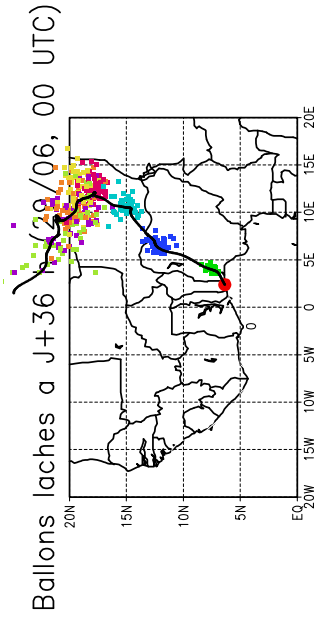 Ballons laches a J+36 (/06, 00 UTC)
20N
15N
10N
5N
EQ
20W
15W
10W
5W
0
5E
10E
15E
20E
0